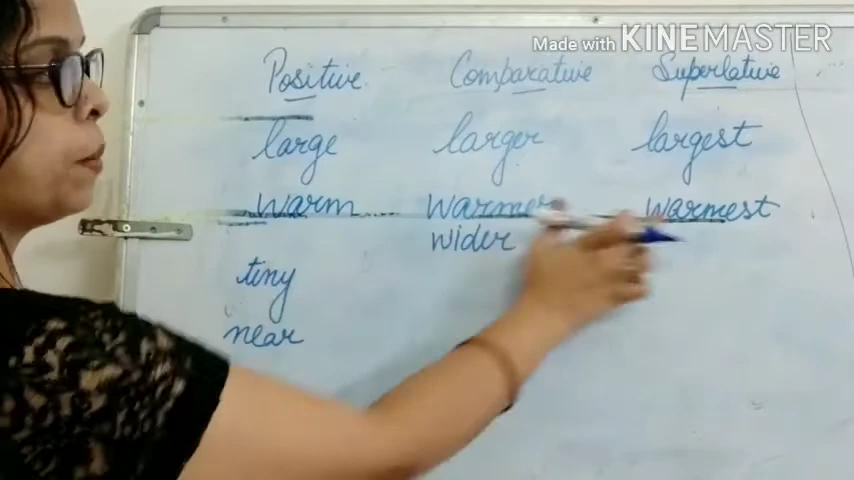 Made with KINEMASTER
Positive Comparative Superlative
large larger largest
warm warmer warmest
wider
tiny
near